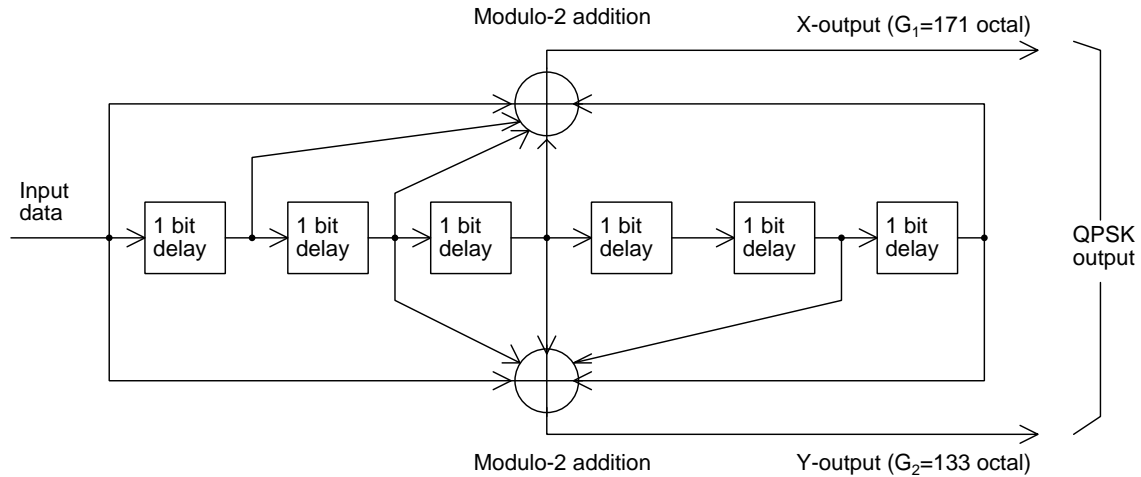 Modulo-2 addition
X-output (G₁=171 octal)
Input
data
1 bit
delay
1 bit
delay
1 bit
delay
1 bit
delay
1 bit
delay
1 bit
delay
QPSK
output
Modulo-2 addition
Y-output (G₂=133 octal)